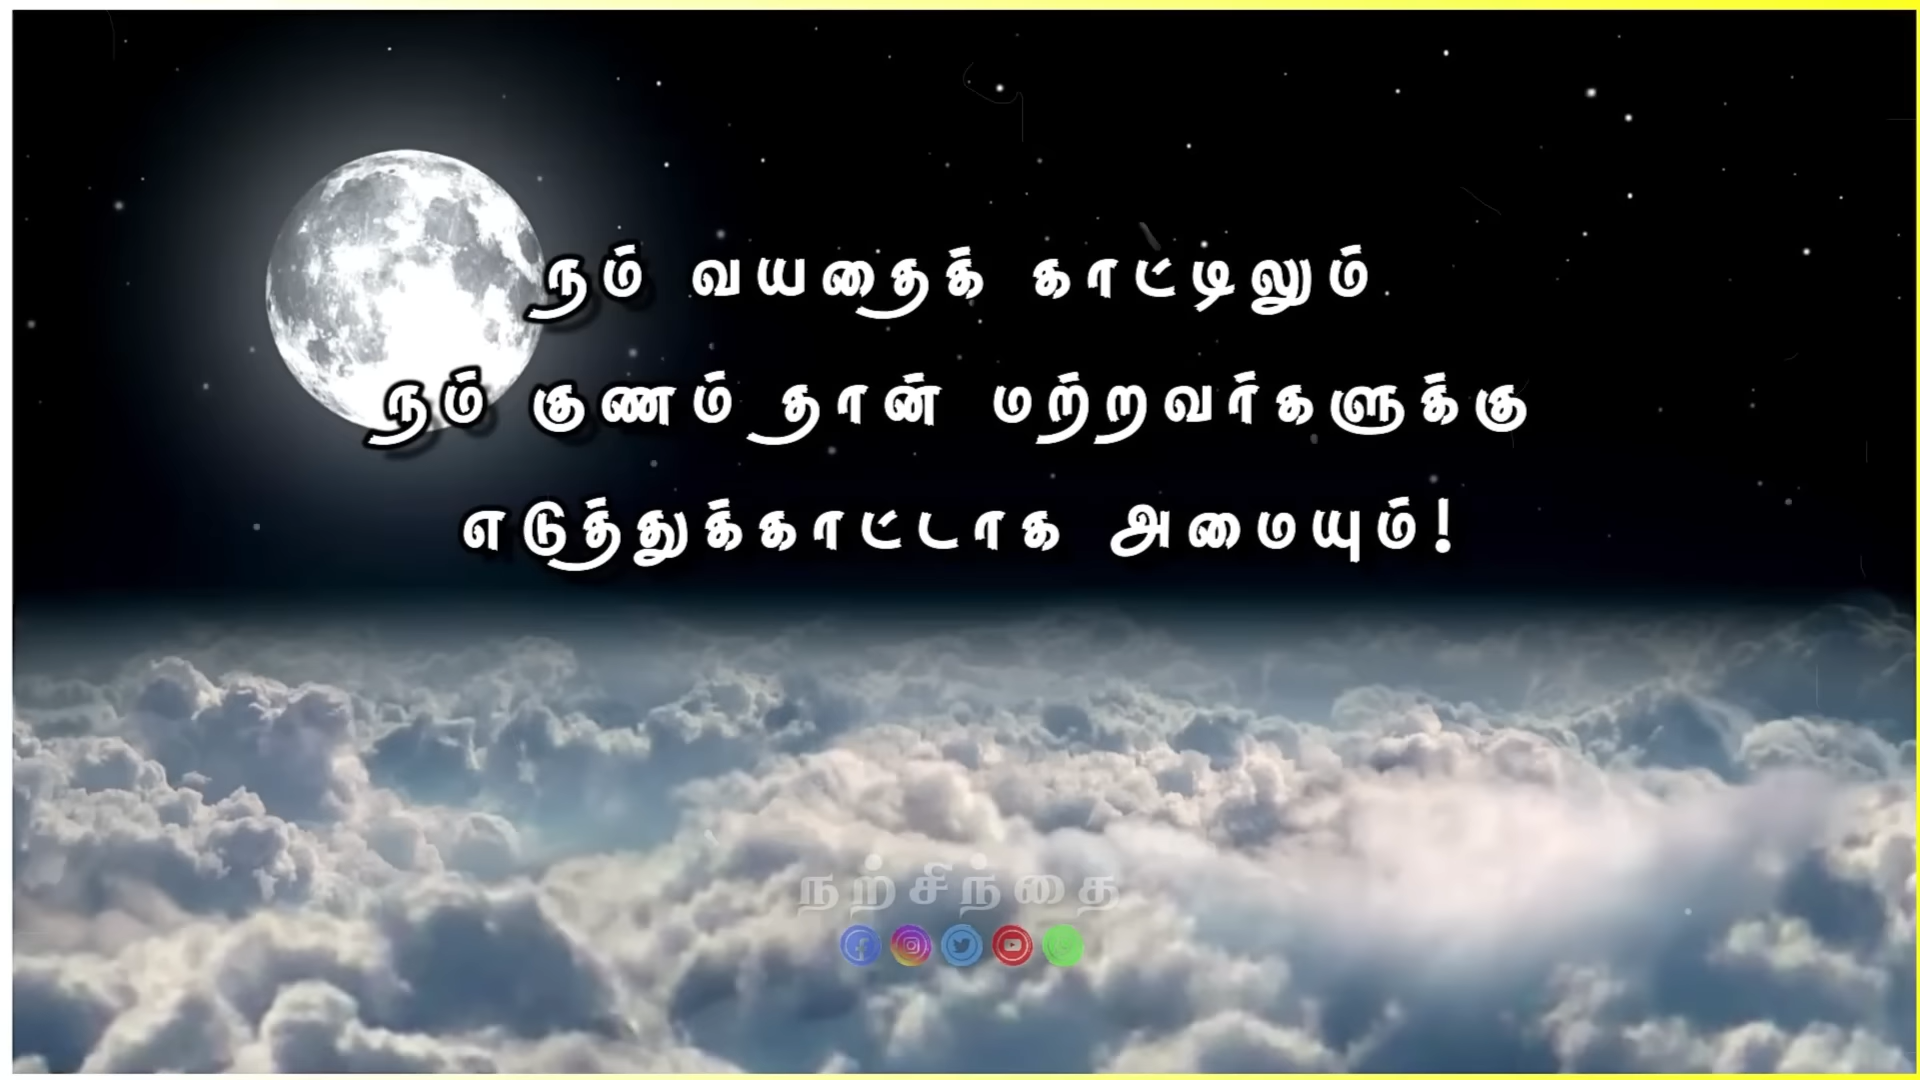 நம் வயதைக் காட்டிலும்
நம் குணம் தான் மற்றவர்களுக்கு
எடுத்துக்காட்டாக அமையும்!
நற்சிந்தை